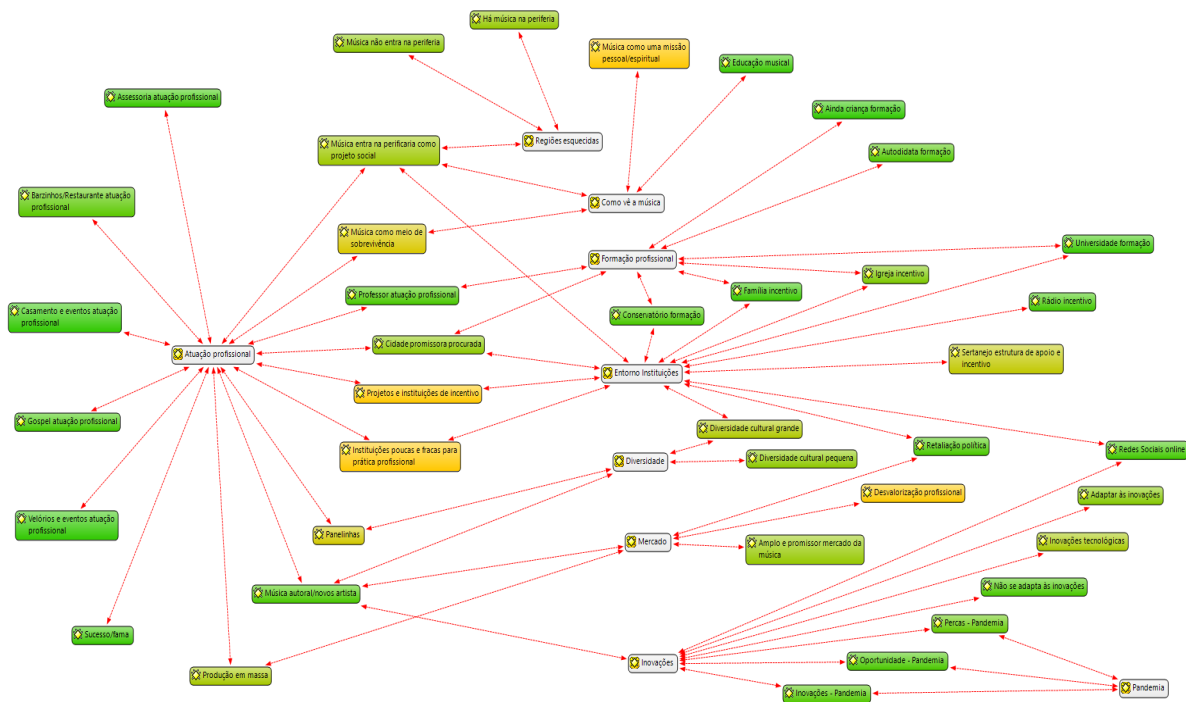 Há música na periferia
Música não entra na periferia
Música como uma missão
pessoal/espiritual
Educação musical
Assessoria atuação profissional
Ainda criança formação
Música entra na perificaria como
projeto social
Regiões esquecidas
Autodidata formação
Barzinhos/Restaurante atuação
profissional
Como vê a música
Música como meio de
sobrevivência
Universidade formação
Formação profissional
Igreja incentivo
Família incentivo
Professor atuação profissional
Rádio incentivo
Casamento e eventos atuação
profissional
Conservatório formação
Cidade promissora procurada
Atuação profissional
Sertanejo estrutura de apoio e
incentivo
Entorno Instituições
Projetos e instituições de incentivo
Gospel atuação profissional
Diversidade cultural grande
Instituições poucas e fracas para
prática profissional
Retaliação política
Redes Sociais online
Diversidade
Diversidade cultural pequena
Desvalorização profissional
Adaptar às inovações
Velórios e eventos atuação
profissional
Panelinhas
Mercado
Amplo e promissor mercado da
música
Inovações tecnológicas
Música autoral/novos artista
Não se adapta às inovações
Sucesso/fama
Percas - Pandemia
Produção em massa
Inovações
Oportunidade - Pandemia
Inovações - Pandemia
Pandemia